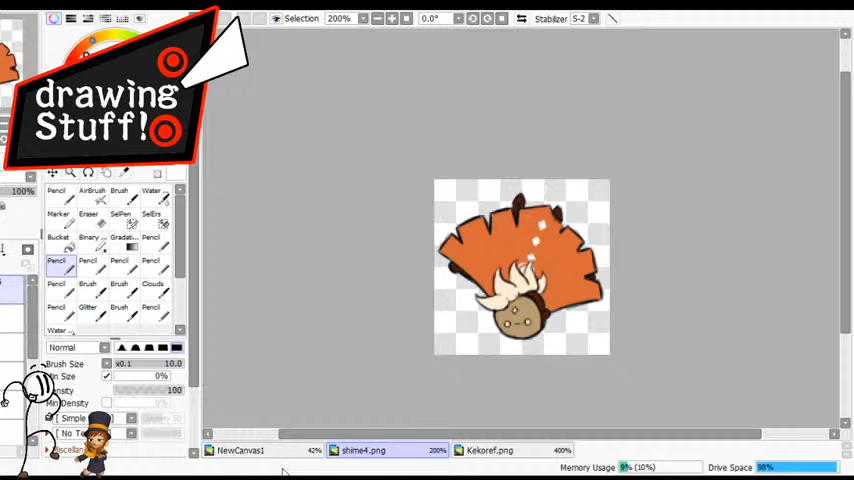 Selection 200% 0.0° Stabilizer S-2
drawing
Stuff!
100%
Pencil AirBrush Brush Water ...
Marker Eraser SelPen SelErs
Bucket Binary ... Gradati... Pencil
Pencil Pencil Pencil Pencil
Pencil Brush Brush Clouds
Pencil Glitter Brush Pencil
Water ...
Normal
Brush Size x0.1 10.0
Min Size 0%
Density 100
Min Density 0%
[ Simple
[ No Te
NewCanvas1 42% shime4.png 200% Kekoref.png 400%
Memory Usage 9% (10%) Drive Space 98%